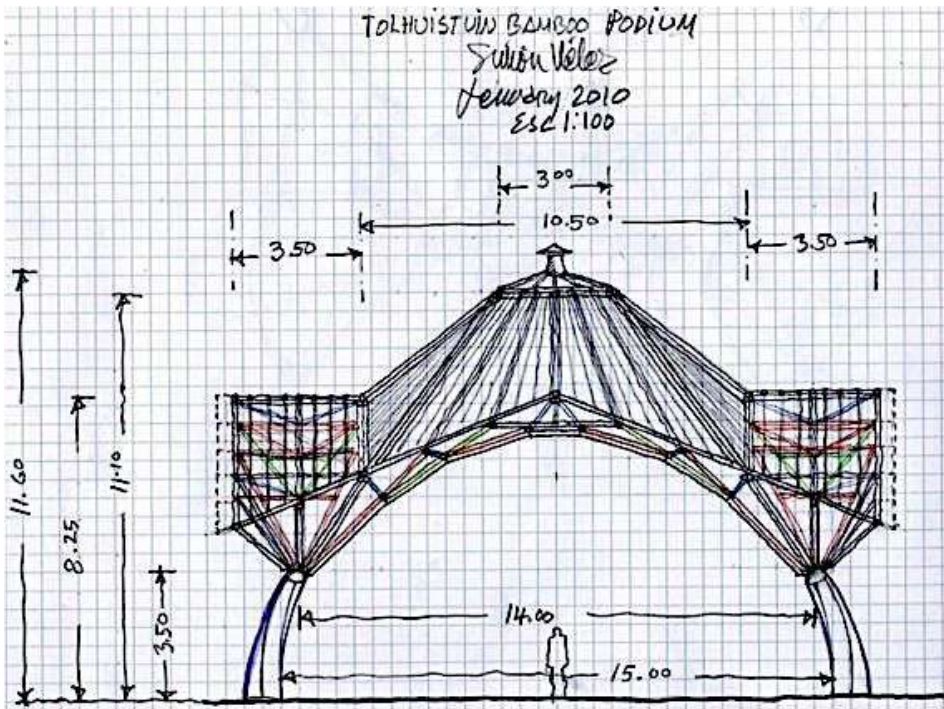 TOLHUISTUIN BAMBOO PODIUM
Simón Vélez
January 2010
ESC 1:100
3.00
10.50
3.50
3.50
11.60
11.10
8.25
3.50
14.00
15.00